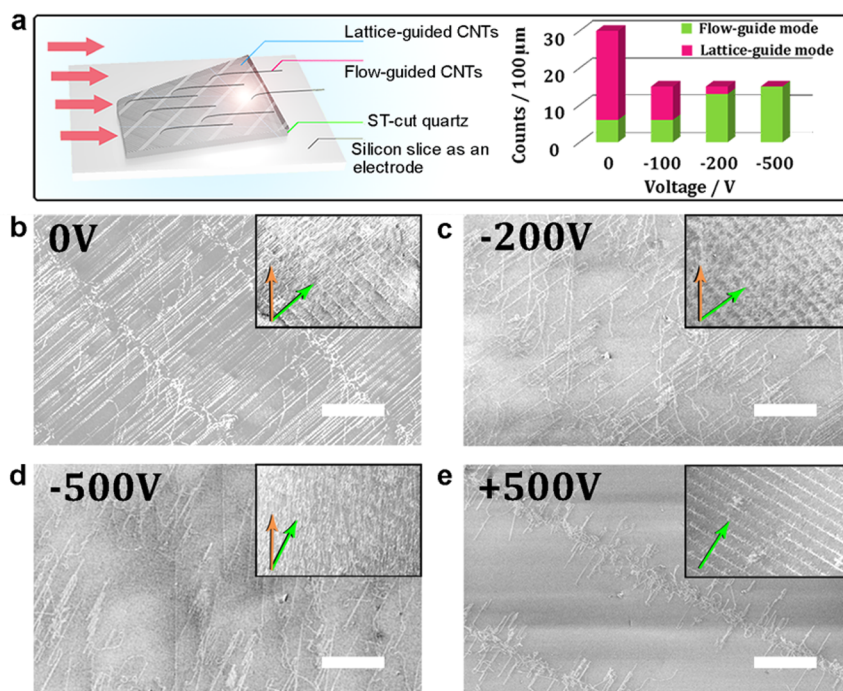 a
Lattice-guided CNTs
Flow-guided CNTs
ST-cut quartz
Silicon slice as an
electrode
Counts / 100 μm
30
20
10
0
Flow-guide mode
Lattice-guide mode
0 -100 -200 -500
Voltage / V
b
0V
c
-200V
d
-500V
e
+500V